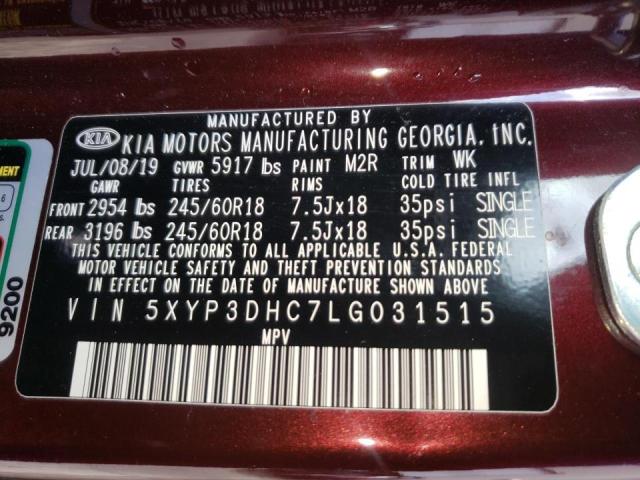 MANUFACTURED BY
KIA KIA MOTORS MANUFACTURING GEORGIA, INC.
JUL/08/19 GVWR 5917 lbs PAINT M2R TRIM WK
GAWR TIRES RIMS COLD TIRE INFL
FRONT 2954 lbs 245/60R18 7.5Jx18 35psi SINGLE
REAR 3196 lbs 245/60R18 7.5Jx18 35psi SINGLE
THIS VEHICLE CONFORMS TO ALL APPLICABLE U.S.A. FEDERAL
MOTOR VEHICLE SAFETY AND THEFT PREVENTION STANDARDS
IN EFFECT ON THE DATE OF MANUFACTURE SHOWN ABOVE.
VIN 5XYP3DHC7LG031515
MPV
9200